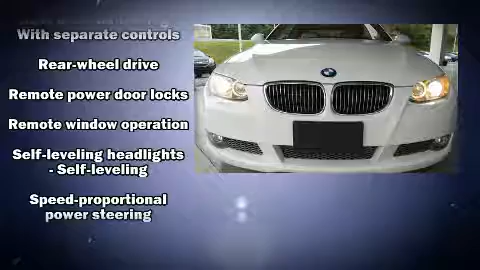 With separate controls
Rear-wheel drive
Remote power door locks
Remote window operation
Self-leveling headlights
- Self-leveling
Speed-proportional
power steering